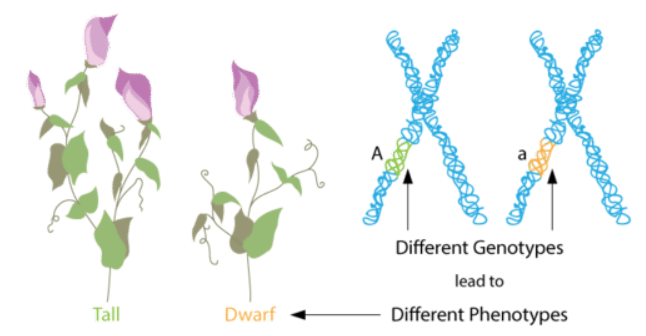 A
a
Different Genotypes
lead to
Tall
Dwarf
Different Phenotypes